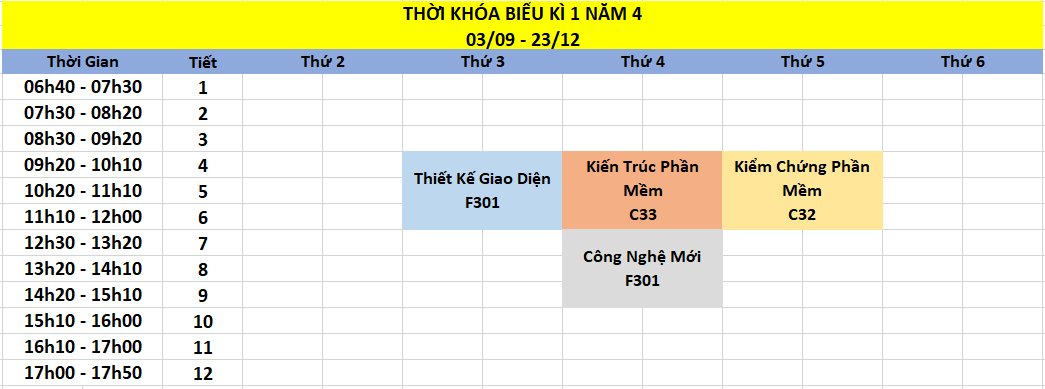 THỜI KHÓA BIỂU KÌ 1 NĂM 4
03/09 - 23/12
Thời Gian Tiết Thứ 2 Thứ 3 Thứ 4 Thứ 5 Thứ 6
06h40 - 07h30 1
07h30 - 08h20 2
08h30 - 09h20 3
09h20 - 10h10 4
10h20 - 11h10 5
11h10 - 12h00 6
12h30 - 13h20 7
13h20 - 14h10 8
14h20 - 15h10 9
15h10 - 16h00 10
16h10 - 17h00 11
17h00 - 17h50 12
Thiết Kế Giao Diện
F301
Kiến Trúc Phần
Mềm
C33
Kiểm Chứng Phần
Mềm
C32
Công Nghệ Mới
F301